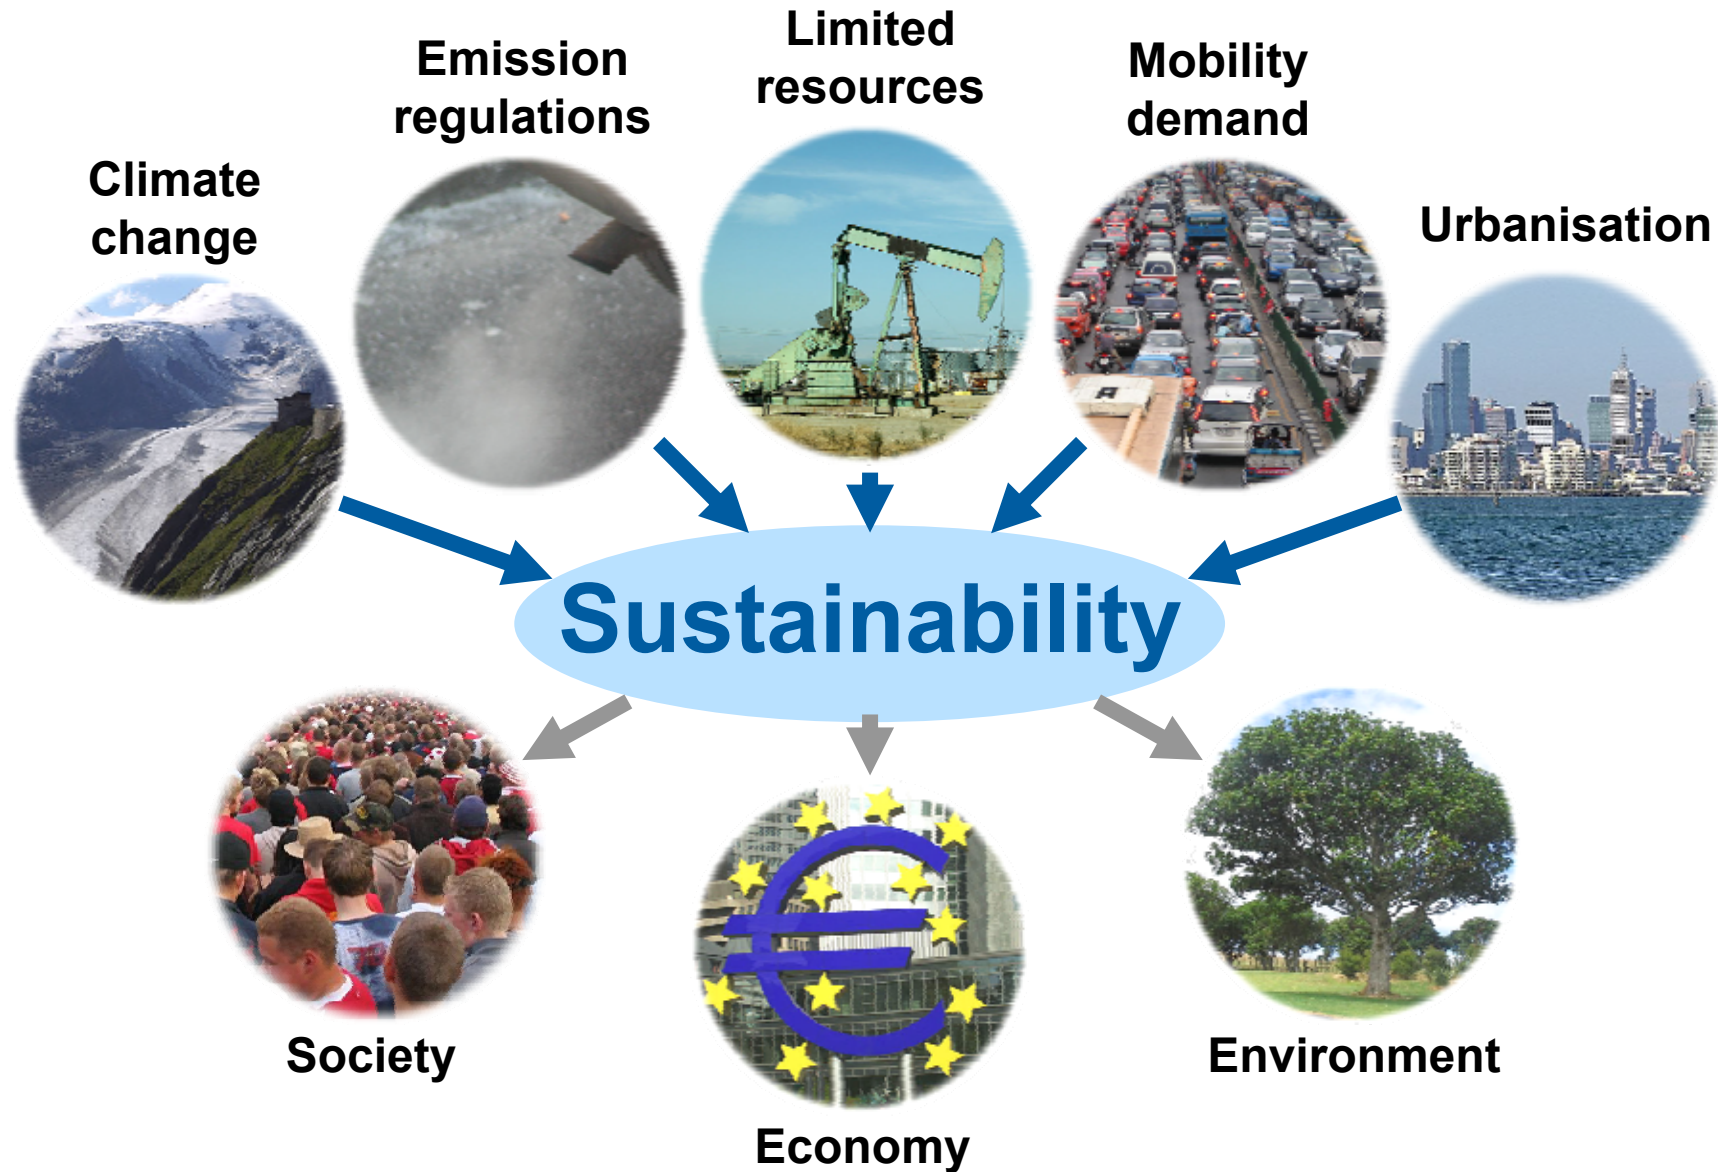 Limited
resources
Emission
regulations
Mobility
demand
Climate
change
Urbanisation
Sustainability
Society
Environment
Economy